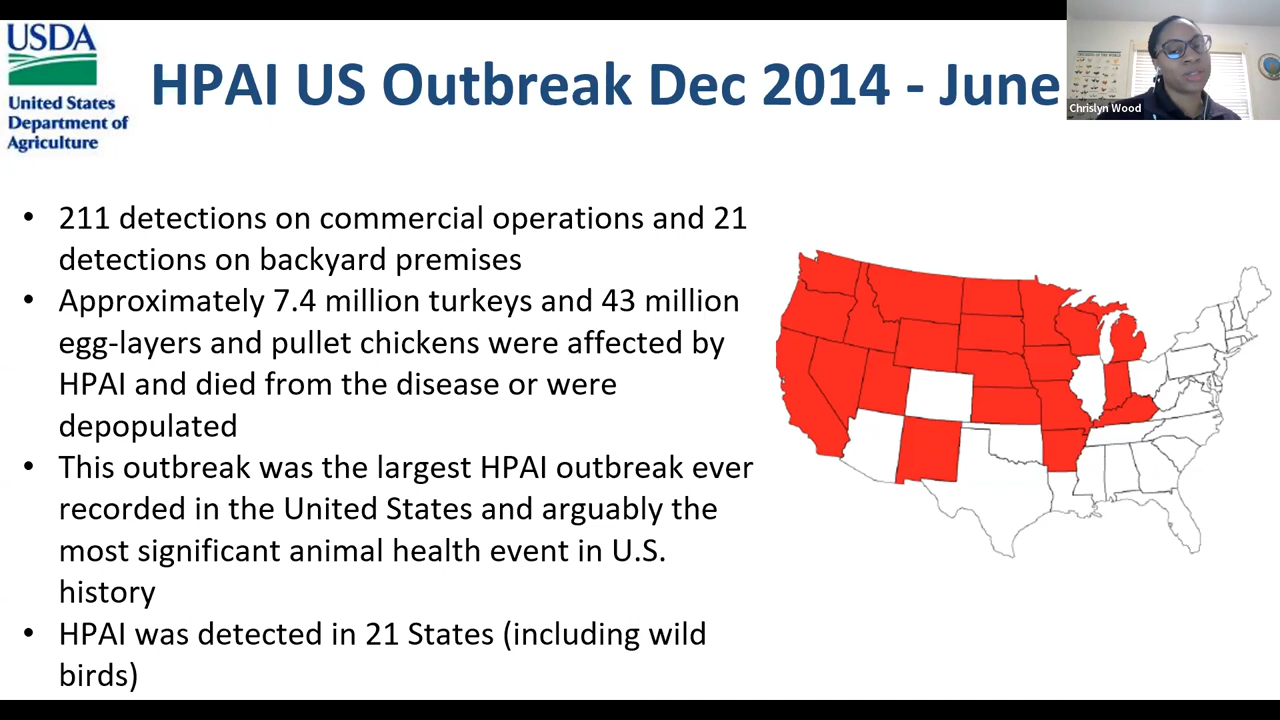 USDA
United States
Department of
Agriculture
HPAI US Outbreak Dec 2014 - June
Chrislyn Wood
• 211 detections on commercial operations and 21
detections on backyard premises
• Approximately 7.4 million turkeys and 43 million
egg-layers and pullet chickens were affected by
HPAI and died from the disease or were
depopulated
• This outbreak was the largest HPAI outbreak ever
recorded in the United States and arguably the
most significant animal health event in U.S.
history
• HPAI was detected in 21 States (including wild
birds)